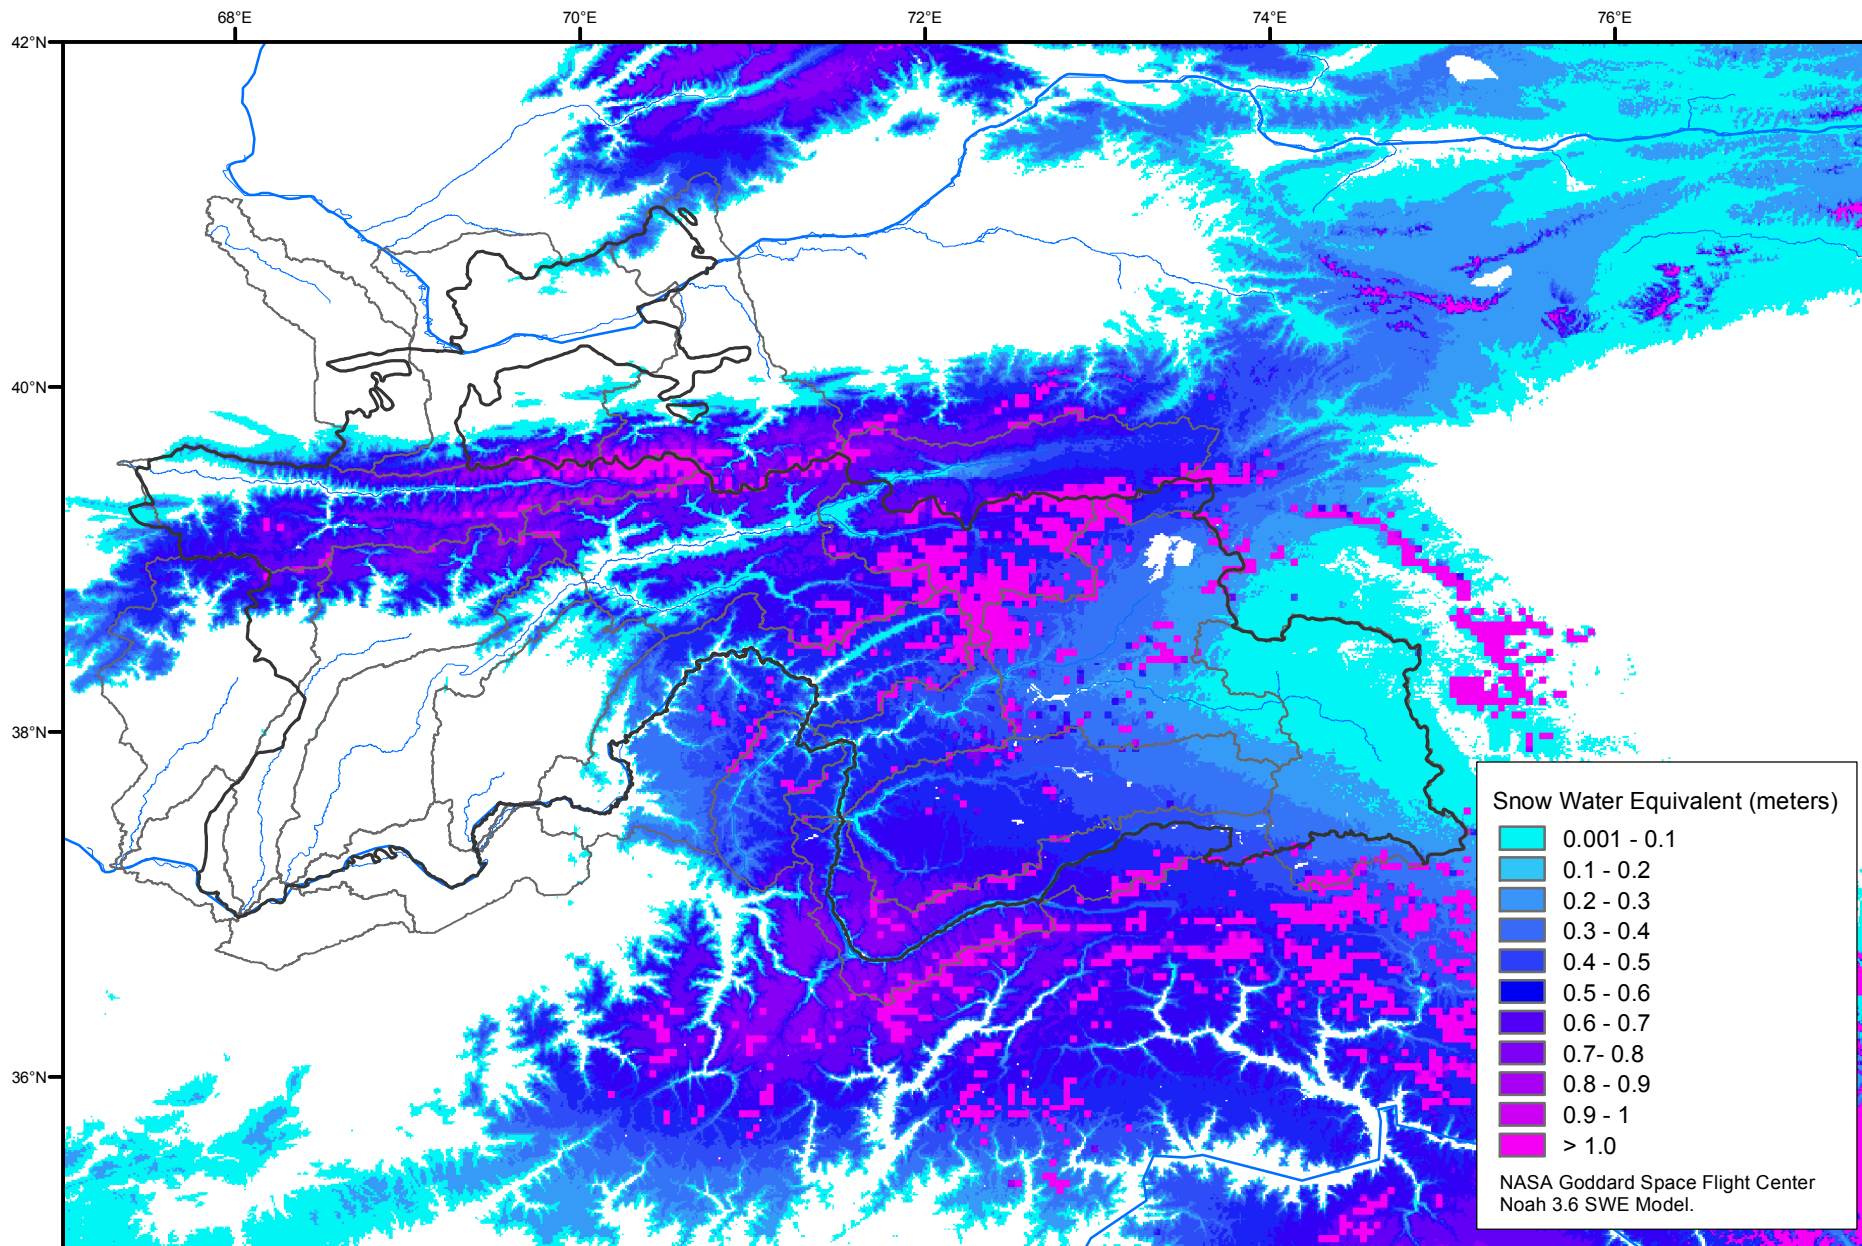 68°E
70°E
72°E
74°E
76°E
42°N
40°N
38°N
36°N
Snow Water Equivalent (meters)
0.001 - 0.1
0.1 - 0.2
0.2 - 0.3
0.3 - 0.4
0.4 - 0.5
0.5 - 0.6
0.6 - 0.7
0.7- 0.8
0.8 - 0.9
0.9 - 1
> 1.0
NASA Goddard Space Flight Center
Noah 3.6 SWE Model.